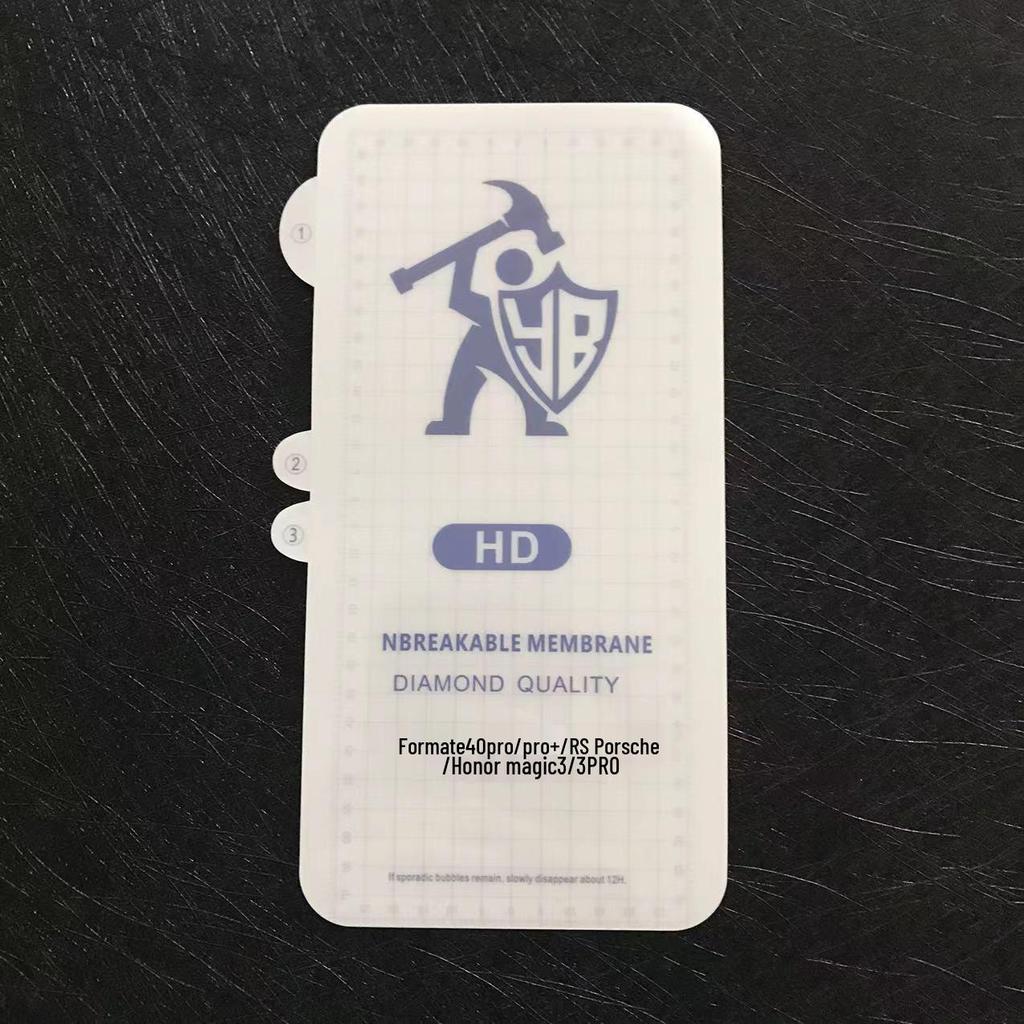 ①
YB
②
③
HD
NBREAKABLE MEMBRANE
DIAMOND QUALITY
Formate40pro/pro+/RS Porsche
/Honor magic3/3PRO
If sporadic bubbles remain, slowly disappear about 12H.